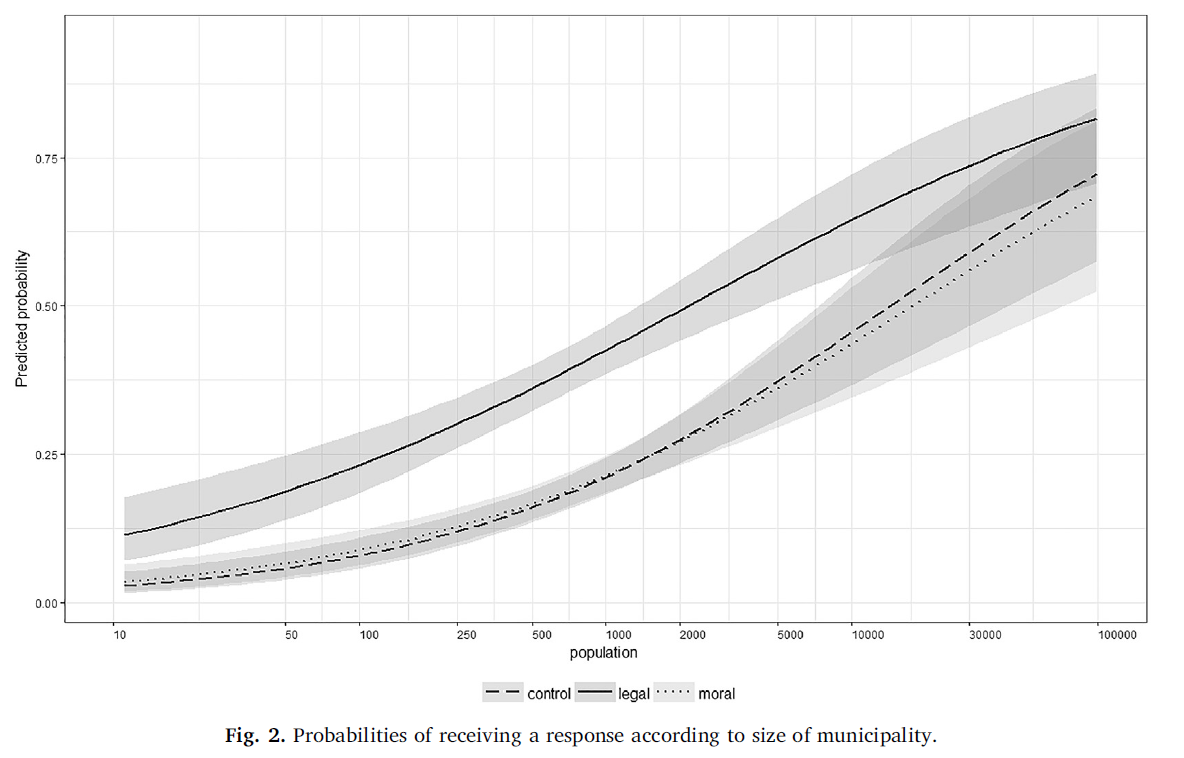 Predicted probability
0.75
0.50
0.25
0.00
10 50 100 250 500 1000 2000 5000 10000 30000 100000
population
control legal moral
Fig. 2. Probabilities of receiving a response according to size of municipality.